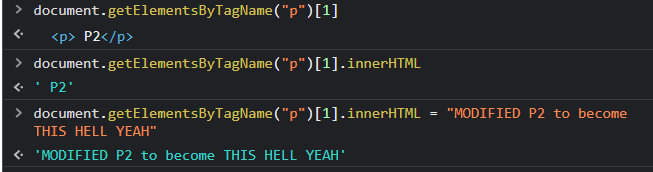 > document.getElementsByTagName("p")[1]
<· <p> P2</p>
> document.getElementsByTagName("p")[1].innerHTML
<· ' P2'
> document.getElementsByTagName("p")[1].innerHTML = "MODIFIED P2 to become
THIS HELL YEAH"
<· 'MODIFIED P2 to become THIS HELL YEAH'